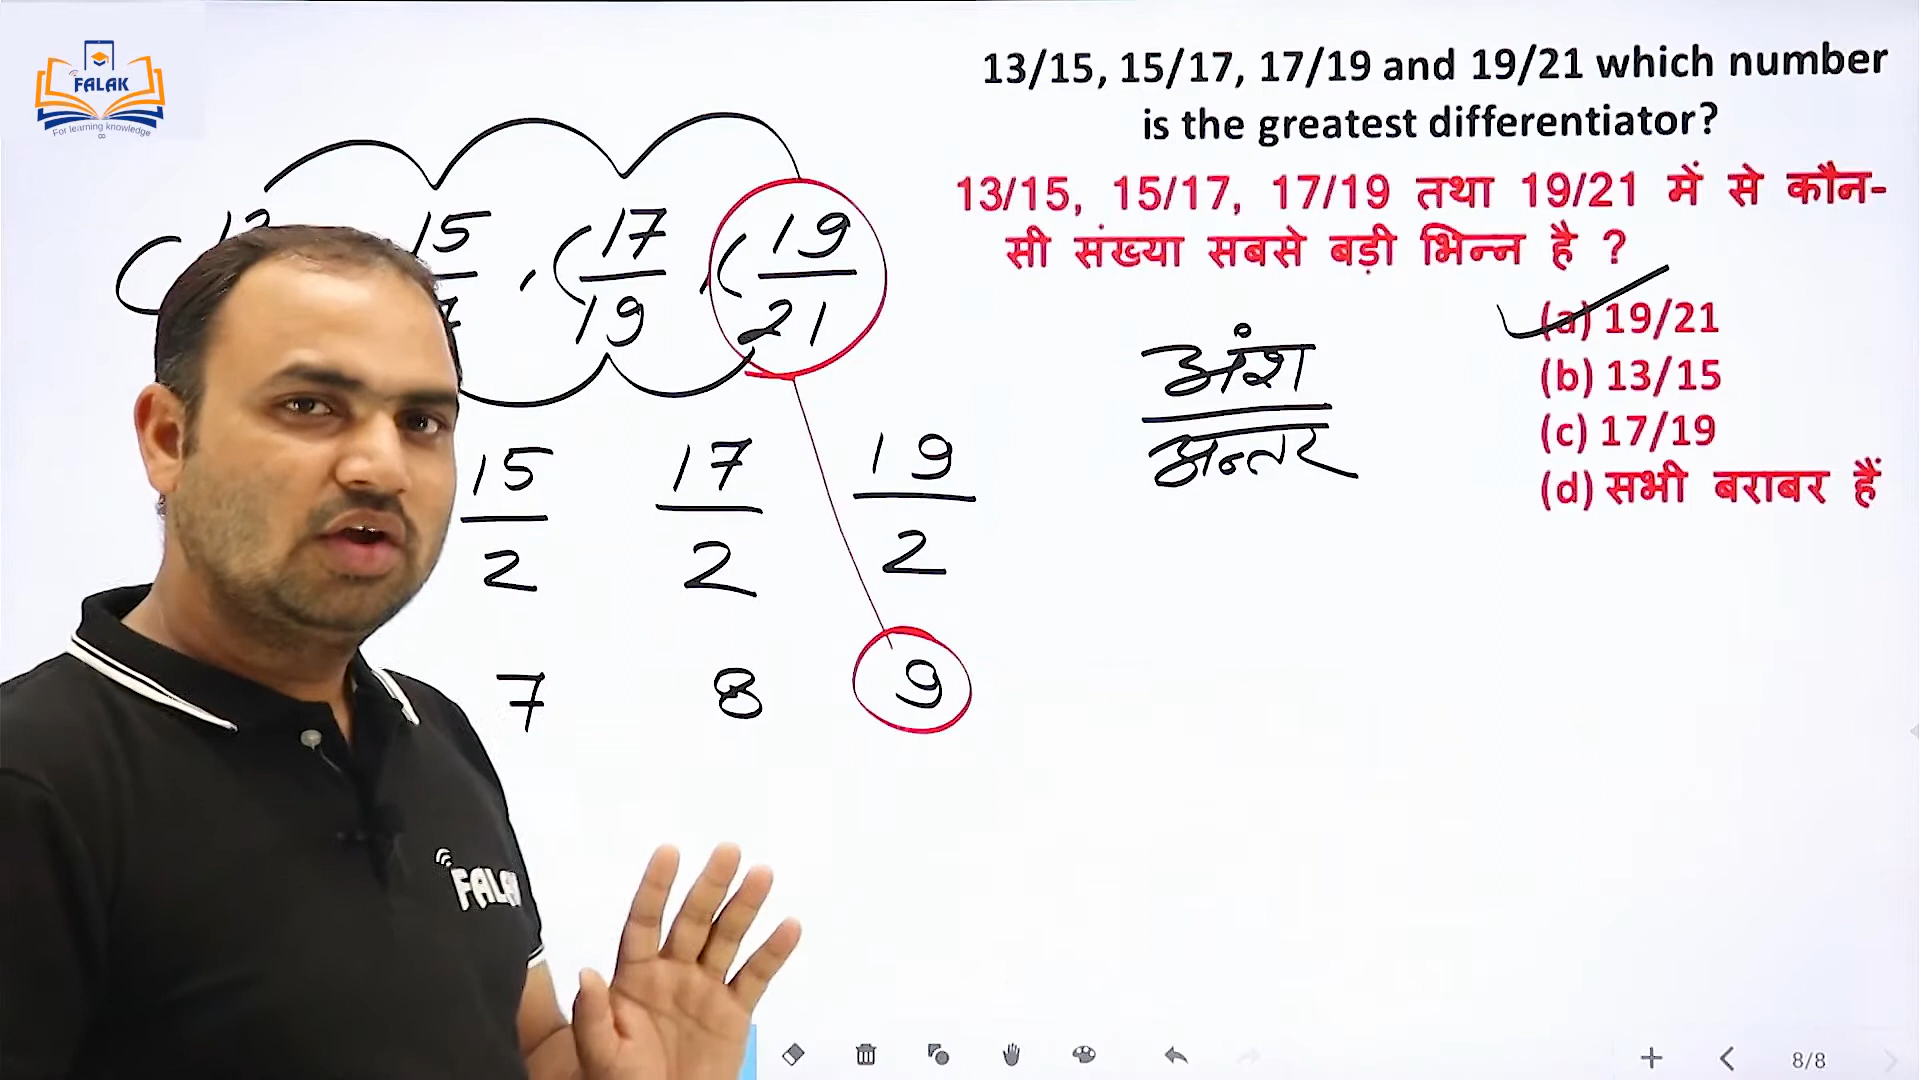 FALAK
For learning knowledge
13/15, 15/17, 17/19 and 19/21 which number
is the greatest differentiator?
13/15, 15/17, 17/19 तथा 19/21 में से कौन-
सी संख्या सबसे बड़ी भिन्न है ?
(a) 19/21
(b) 13/15
(c) 17/19
(d) सभी बराबर हैं
15 , 17 , 19
19 21
अंश
अन्तर
15 17 19
2 2 2
7 8 9
FALAK
8/8